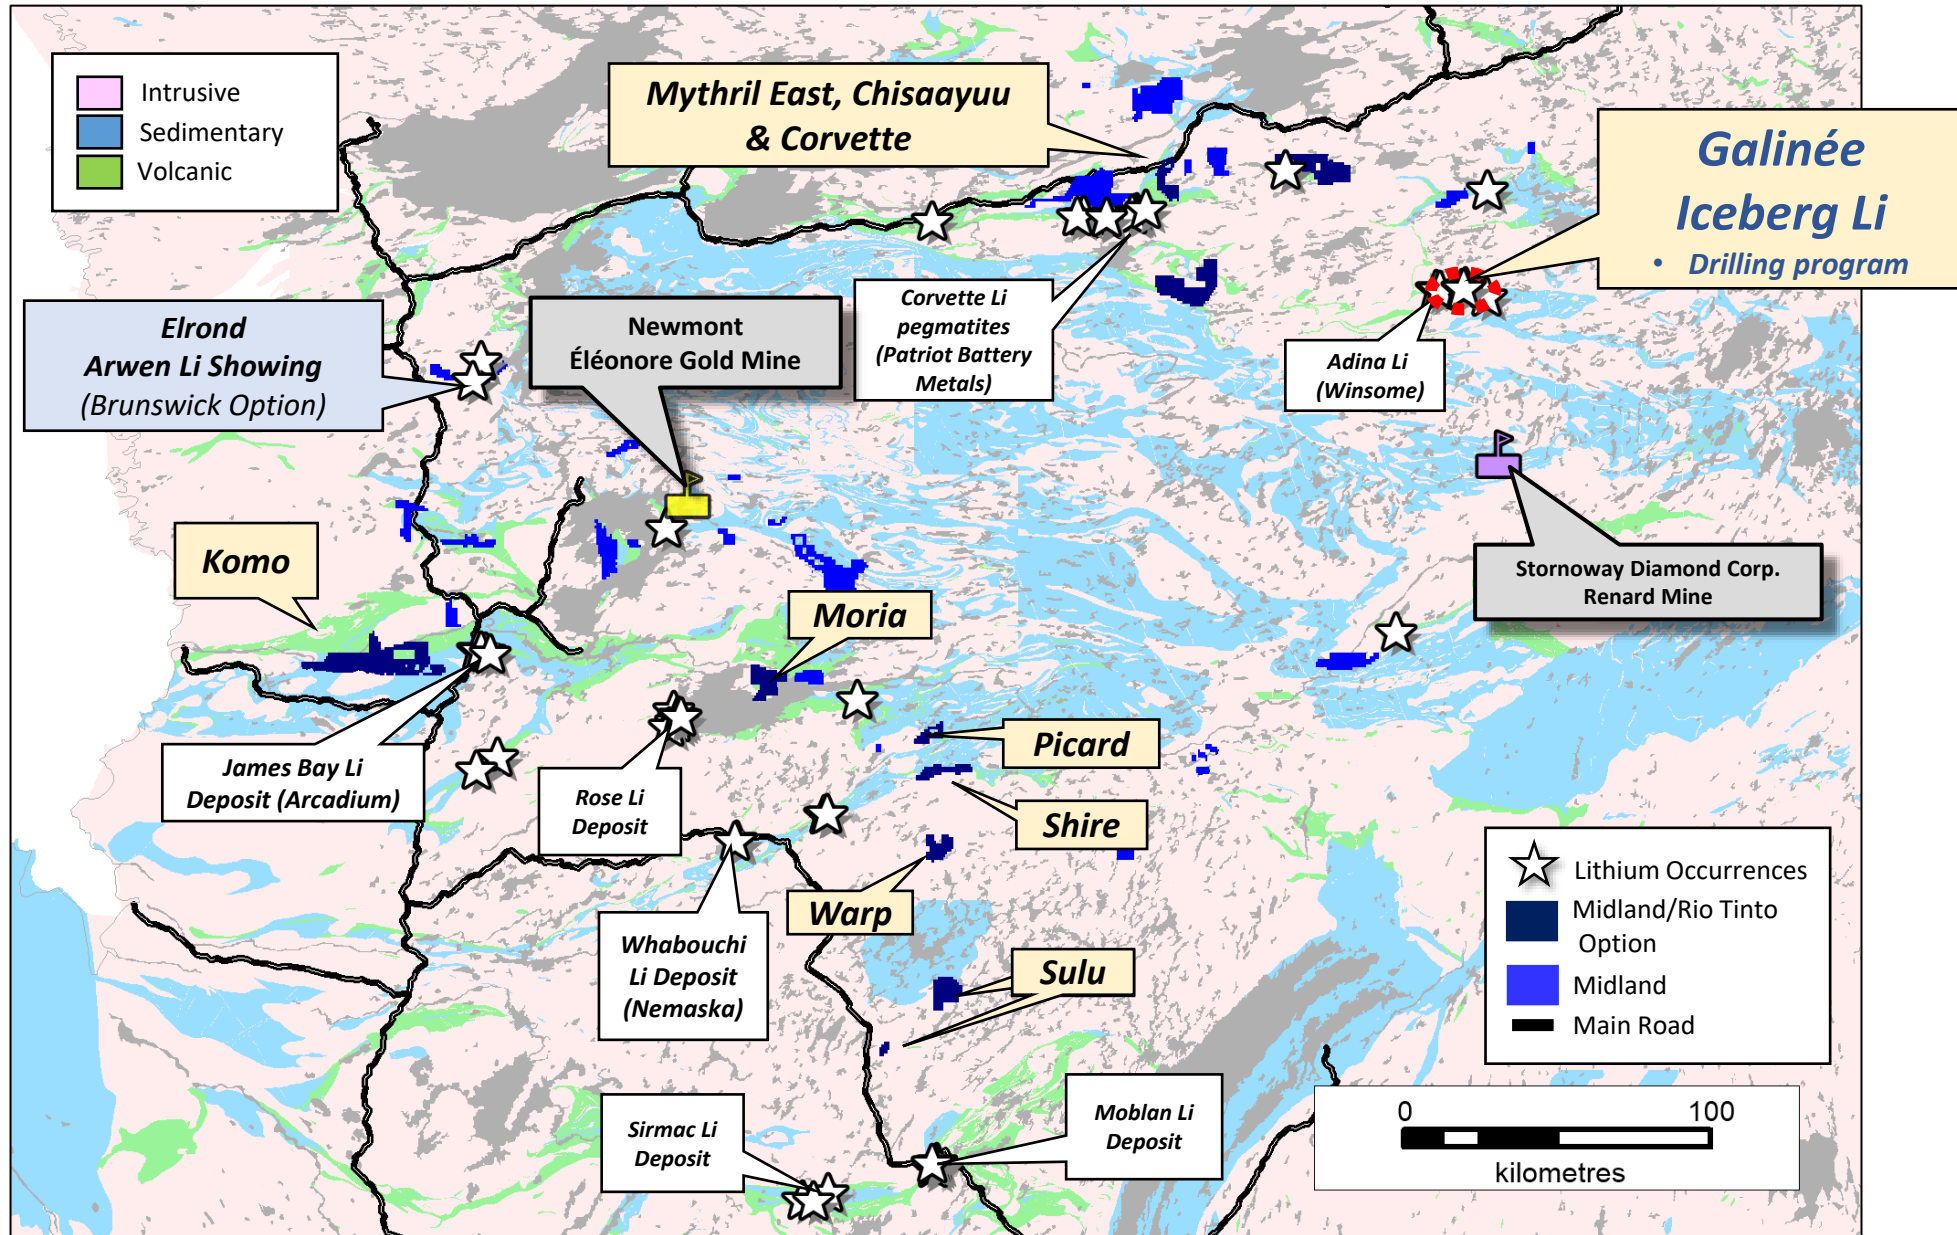 Intrusive
Sedimentary
Volcanic
Mythril East, Chisaayuu
& Corvette
Galinée
Iceberg Li
• Drilling program
Elrond
Arwen Li Showing
(Brunswick Option)
Newmont
Éléonore Gold Mine
Corvette Li
pegmatites
(Patriot Battery
Metals)
Adina Li
(Winsome)
Stornoway Diamond Corp.
Renard Mine
Komo
Moria
James Bay Li
Deposit (Arcadium)
Rose Li
Deposit
Picard
Shire
Warp
Whabouchi
Li Deposit
(Nemaska)
Sulu
Sirmac Li
Deposit
Moblan Li
Deposit
Lithium Occurrences
Midland/Rio Tinto
Option
Midland
Main Road
0 100
kilometres